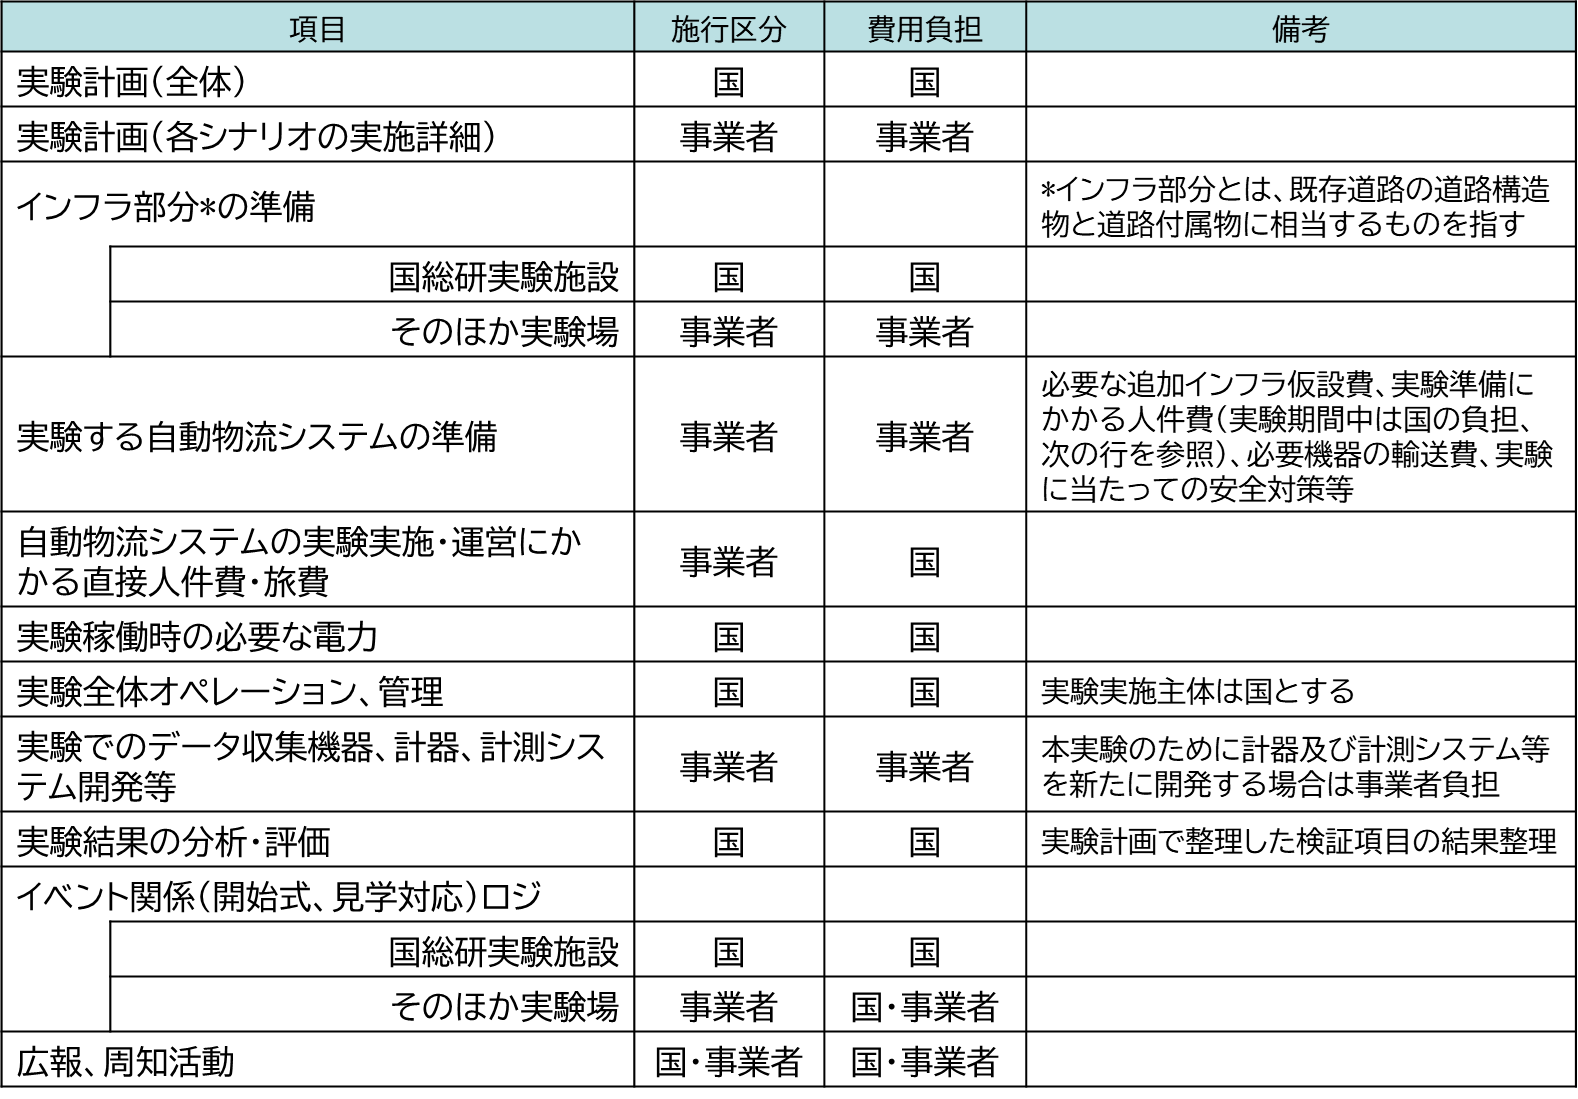 項目 施行区分 費用負担 備考
実験計画(全体) 国 国
実験計画(各シナリオの実施詳細) 事業者 事業者
インフラ部分*の準備
*インフラ部分とは、既存道路の道路構造
物と道路付属物に相当するものを指す
国総研実験施設 国 国
そのほか実験場 事業者 事業者
実験する自動物流システムの準備 事業者 事業者
必要な追加インフラ仮設費、実験準備に
かかる人件費(実験期間中は国の負担、
次の行を参照)、必要機器の輸送費、実験
に当たっての安全対策等
自動物流システムの実験実施・運営にか
かる直接人件費・旅費
事業者 国
実験稼働時の必要な電力 国 国
実験全体オペレーション、管理 国 国 実験実施主体は国とする
実験でのデータ収集機器、計器、計測シス
テム開発等
事業者 事業者
本実験のために計器及び計測システム等
を新たに開発する場合は事業者負担
実験結果の分析・評価 国 国 実験計画で整理した検証項目の結果整理
イベント関係(開始式、見学対応)ロジ
国総研実験施設 国 国
そのほか実験場 事業者 国・事業者
広報、周知活動 国・事業者 国・事業者